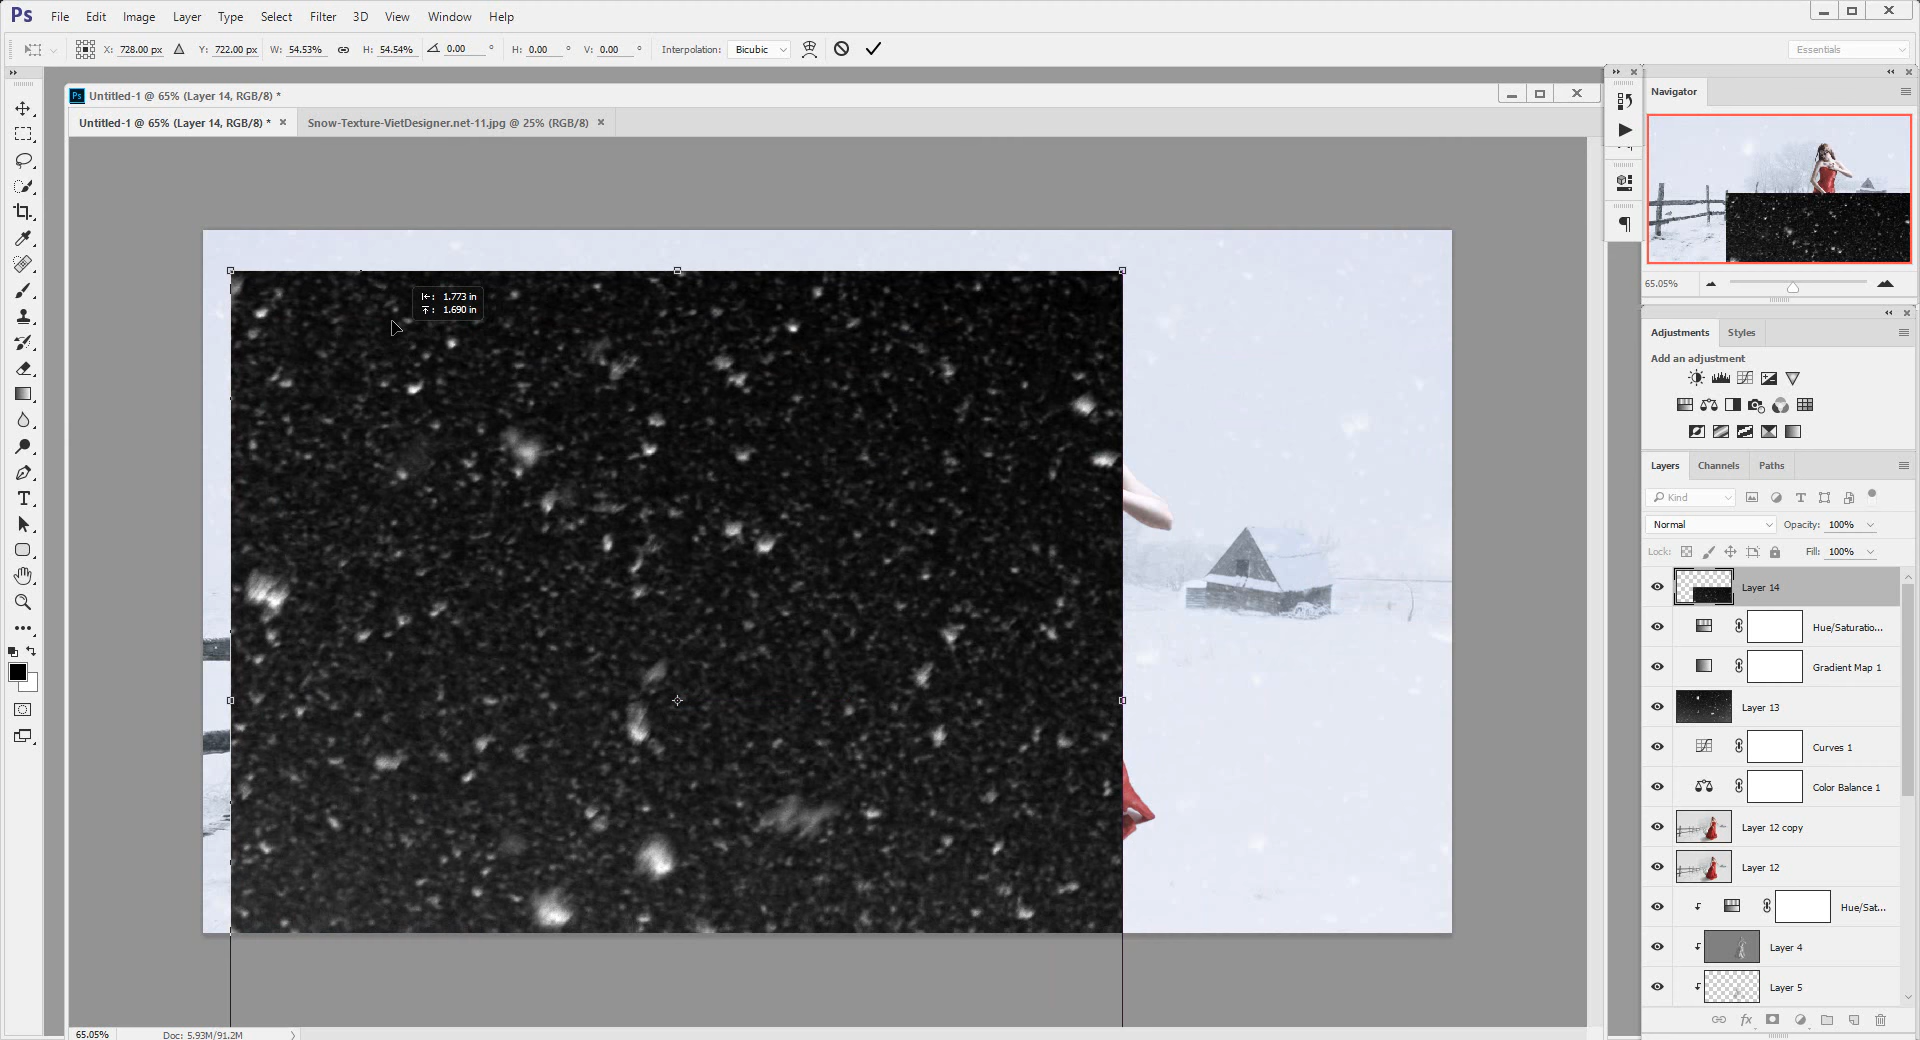 Ps File Edit Image Layer Type Select Filter 3D View Window Help
X: 728.00 px Y: 722.00 px W: 54.53% H: 54.54% 0.00 ° H: 0.00 ° V: 0.00 ° Interpolation: Bicubic Essentials
Ps Untitled-1 @ 65% (Layer 14, RGB/8) *
Untitled-1 @ 65% (Layer 14, RGB/8) * × Snow-Texture-VietDesigner.net-11.jpg @ 25% (RGB/8) ×
Navigator
65.05%
1.773 in
1.690 in
Adjustments Styles
Add an adjustment
Layers Channels Paths
Kind
Normal Opacity: 100%
Lock: Fill: 100%
Layer 14
Hue/Saturatio...
Gradient Map 1
Layer 13
Curves 1
Color Balance 1
Layer 12 copy
Layer 12
Hue/Sat...
Layer 4
Layer 5
fx
65.05% Doc: 5.93M/91.2M